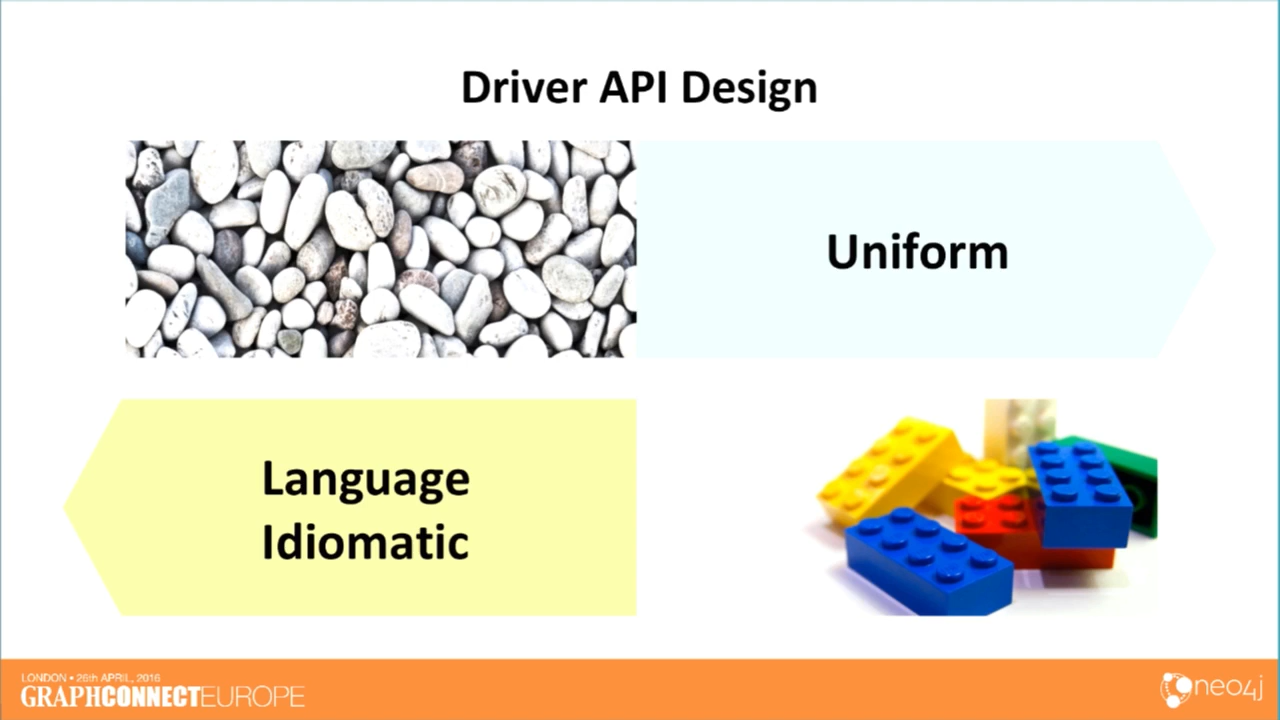 Driver API Design
Uniform
Language
Idiomatic
LONDON • 26th APRIL, 2016
GRAPHCONNECTEUROPE
neo4j